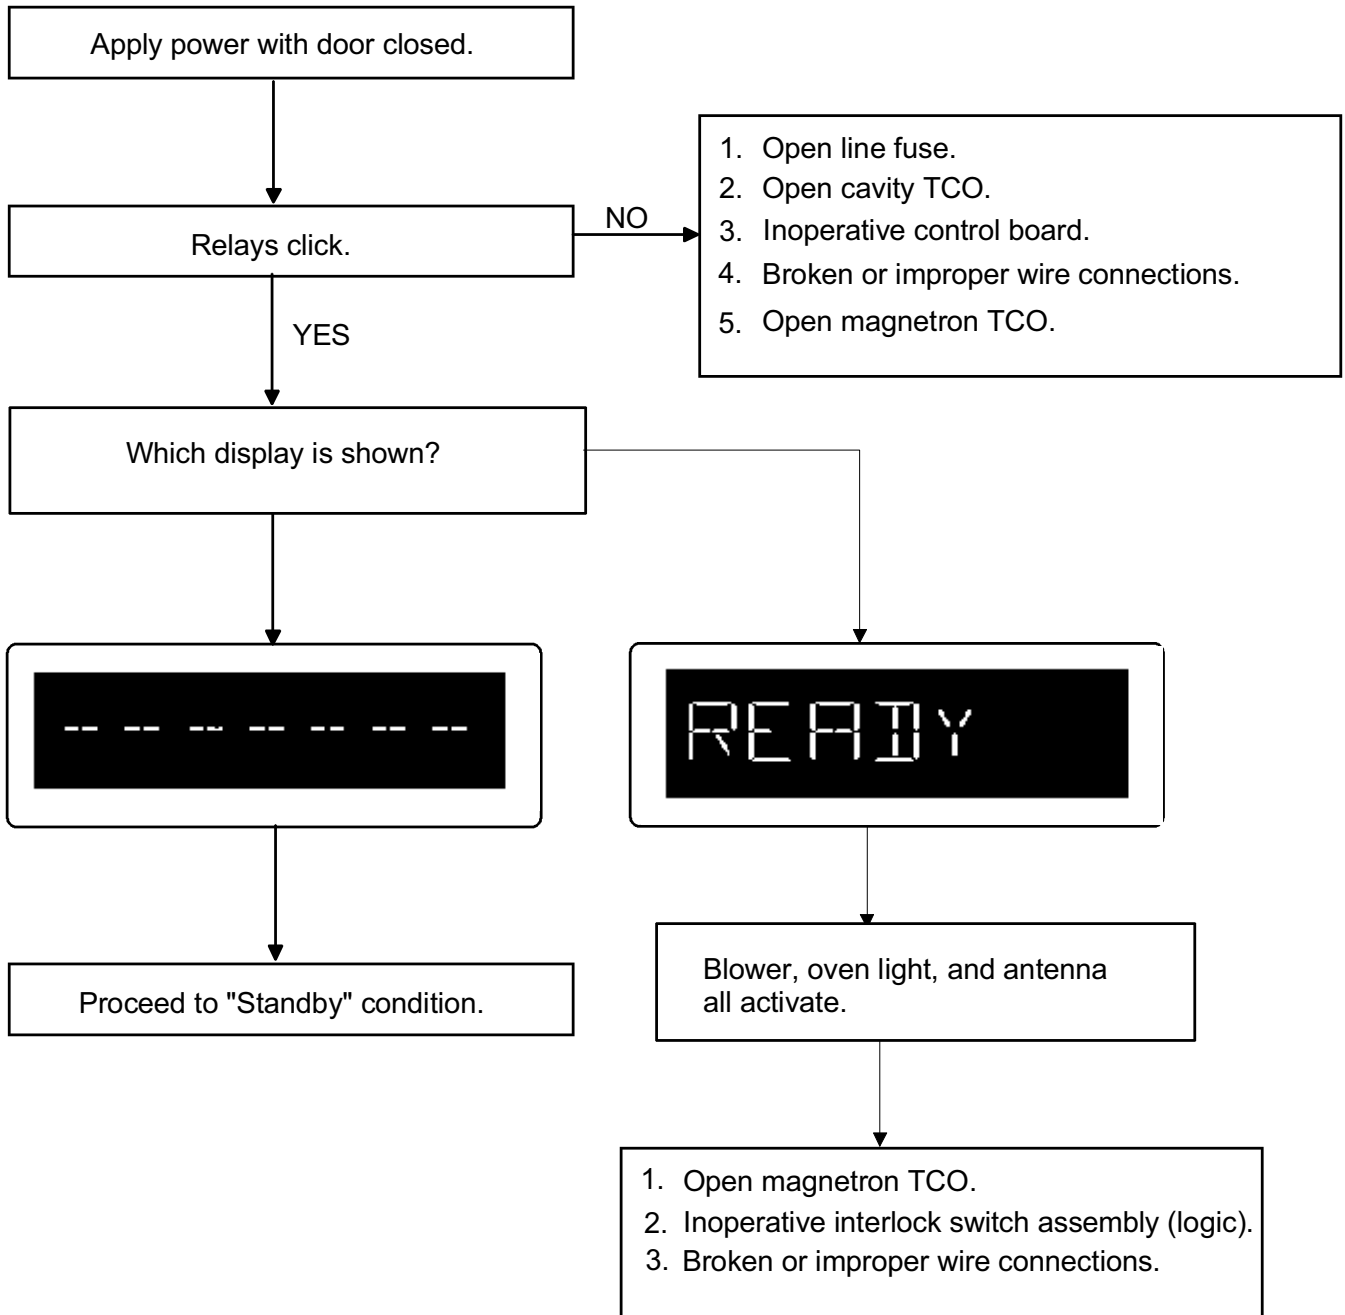 Apply power with door closed.
Relays click.
NO
1. Open line fuse.
2. Open cavity TCO.
3. Inoperative control board.
4. Broken or improper wire connections.
5. Open magnetron TCO.
YES
Which display is shown?
-- -- -- -- -- -- --
READY
Proceed to "Standby" condition.
Blower, oven light, and antenna
all activate.
1. Open magnetron TCO.
2. Inoperative interlock switch assembly (logic).
3. Broken or improper wire connections.